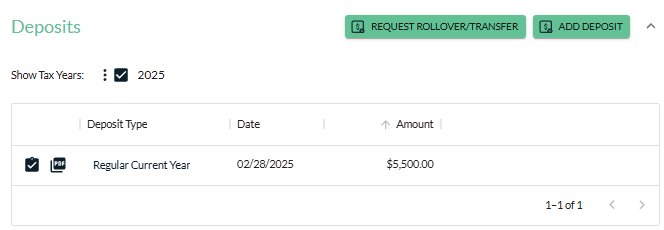 Deposits
REQUEST ROLLOVER/TRANSFER
ADD DEPOSIT
Show Tax Years:
2025
Deposit Type
Date
Amount
PDF
Regular Current Year
02/28/2025
$5,500.00
1–1 of 1